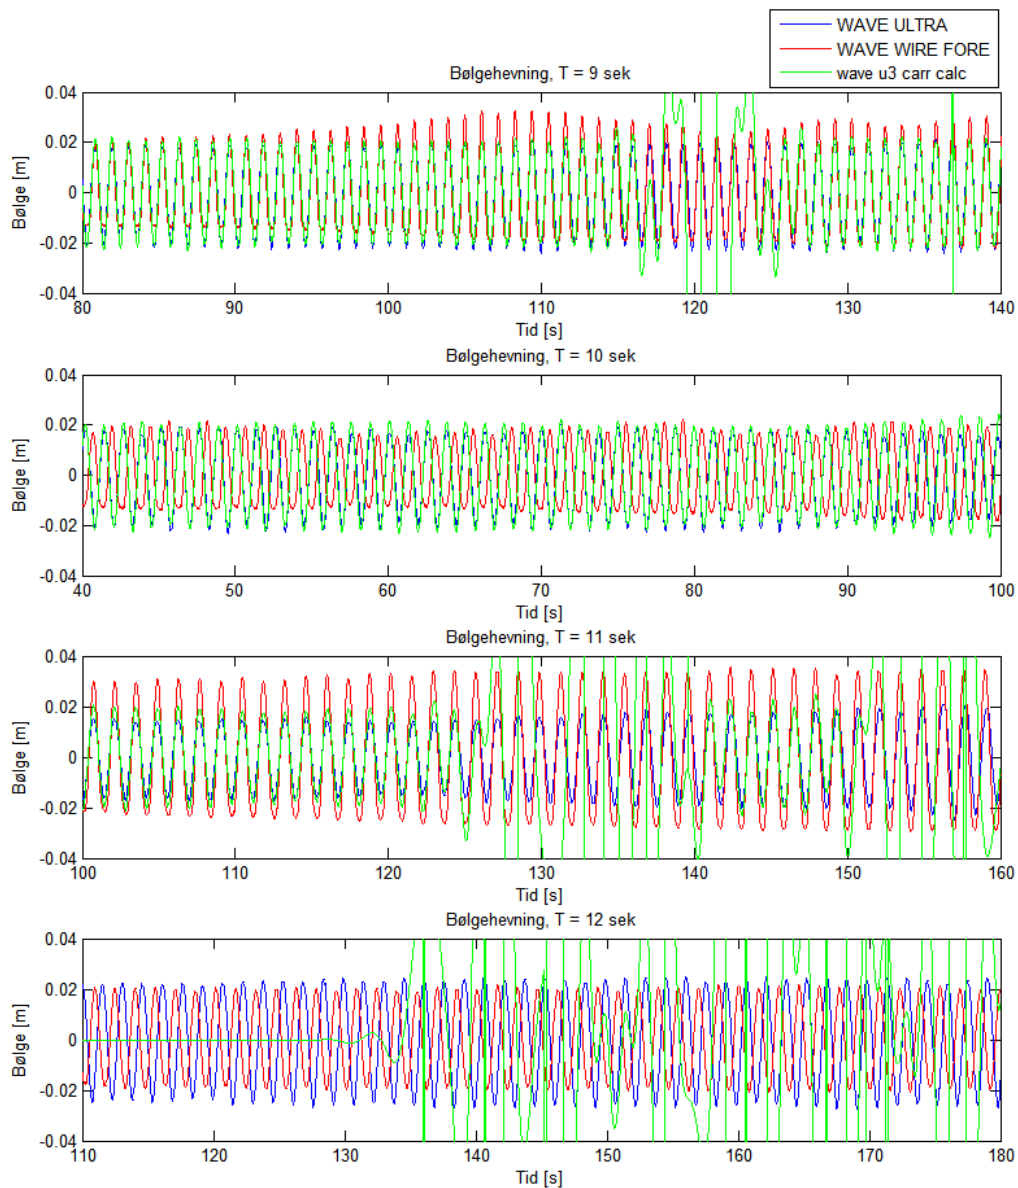 WAVE ULTRA
WAVE WIRE FORE
wave u3 carr calc
Bølgehevning, T = 9 sek
0.04
0.02
0
-0.02
-0.04
Bølge [m]
80 90 100 110 120 130 140
Tid [s]
Bølgehevning, T = 10 sek
0.04
0.02
0
-0.02
-0.04
Bølge [m]
40 50 60 70 80 90 100
Tid [s]
Bølgehevning, T = 11 sek
0.04
0.02
0
-0.02
-0.04
Bølge [m]
100 110 120 130 140 150 160
Tid [s]
Bølgehevning, T = 12 sek
0.04
0.02
0
-0.02
-0.04
Bølge [m]
110 120 130 140 150 160 170 180
Tid [s]